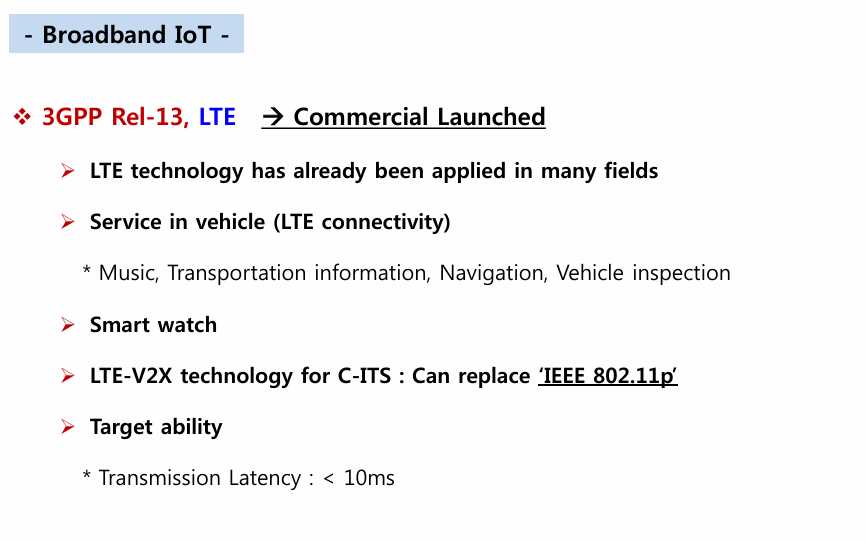 - Broadband IoT -
❖ 3GPP Rel-13, LTE → Commercial Launched
➢ LTE technology has already been applied in many fields
➢ Service in vehicle (LTE connectivity)
* Music, Transportation information, Navigation, Vehicle inspection
➢ Smart watch
➢ LTE-V2X technology for C-ITS : Can replace ‘IEEE 802.11p’
➢ Target ability
* Transmission Latency : < 10ms